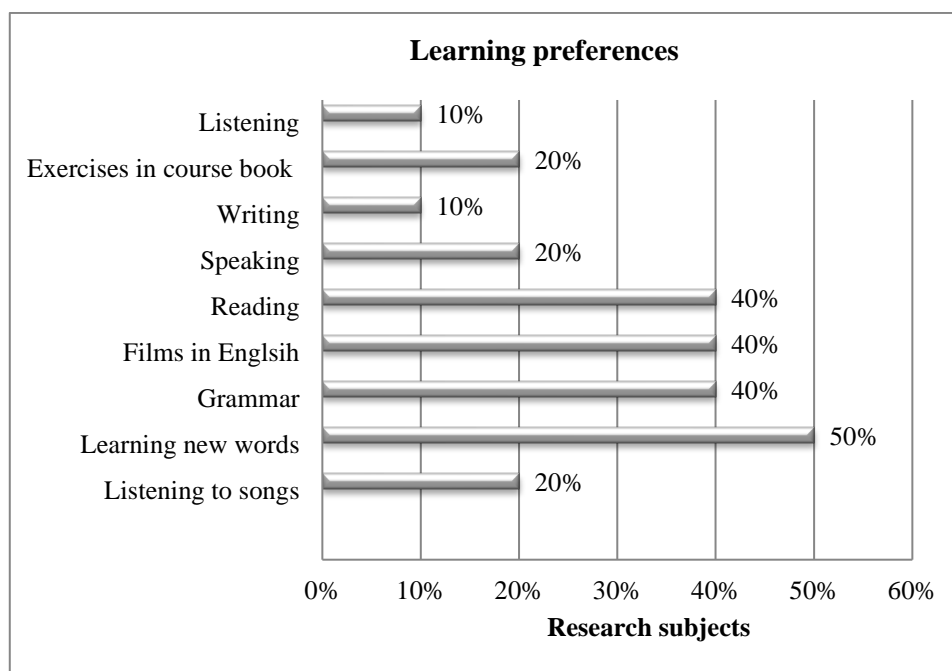 Learning preferences
Listening 10%
Exercises in course book 20%
Writing 10%
Speaking 20%
Reading 40%
Films in Englsih 40%
Grammar 40%
Learning new words 50%
Listening to songs 20%
0% 10% 20% 30% 40% 50% 60%
Research subjects